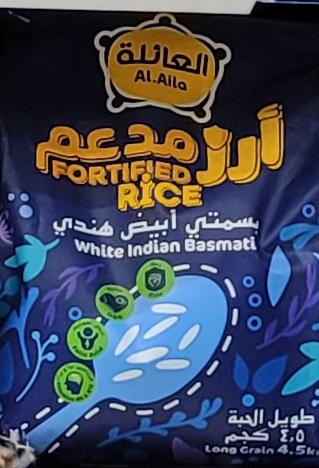 العائلة
Al-Aila
أرز مدعم
FORTIFIED
RICE
بسمتي أبيض هندي
White Indian Basmati
طويل الحبة
٤.٥ كجم
Long Grain 4.5k